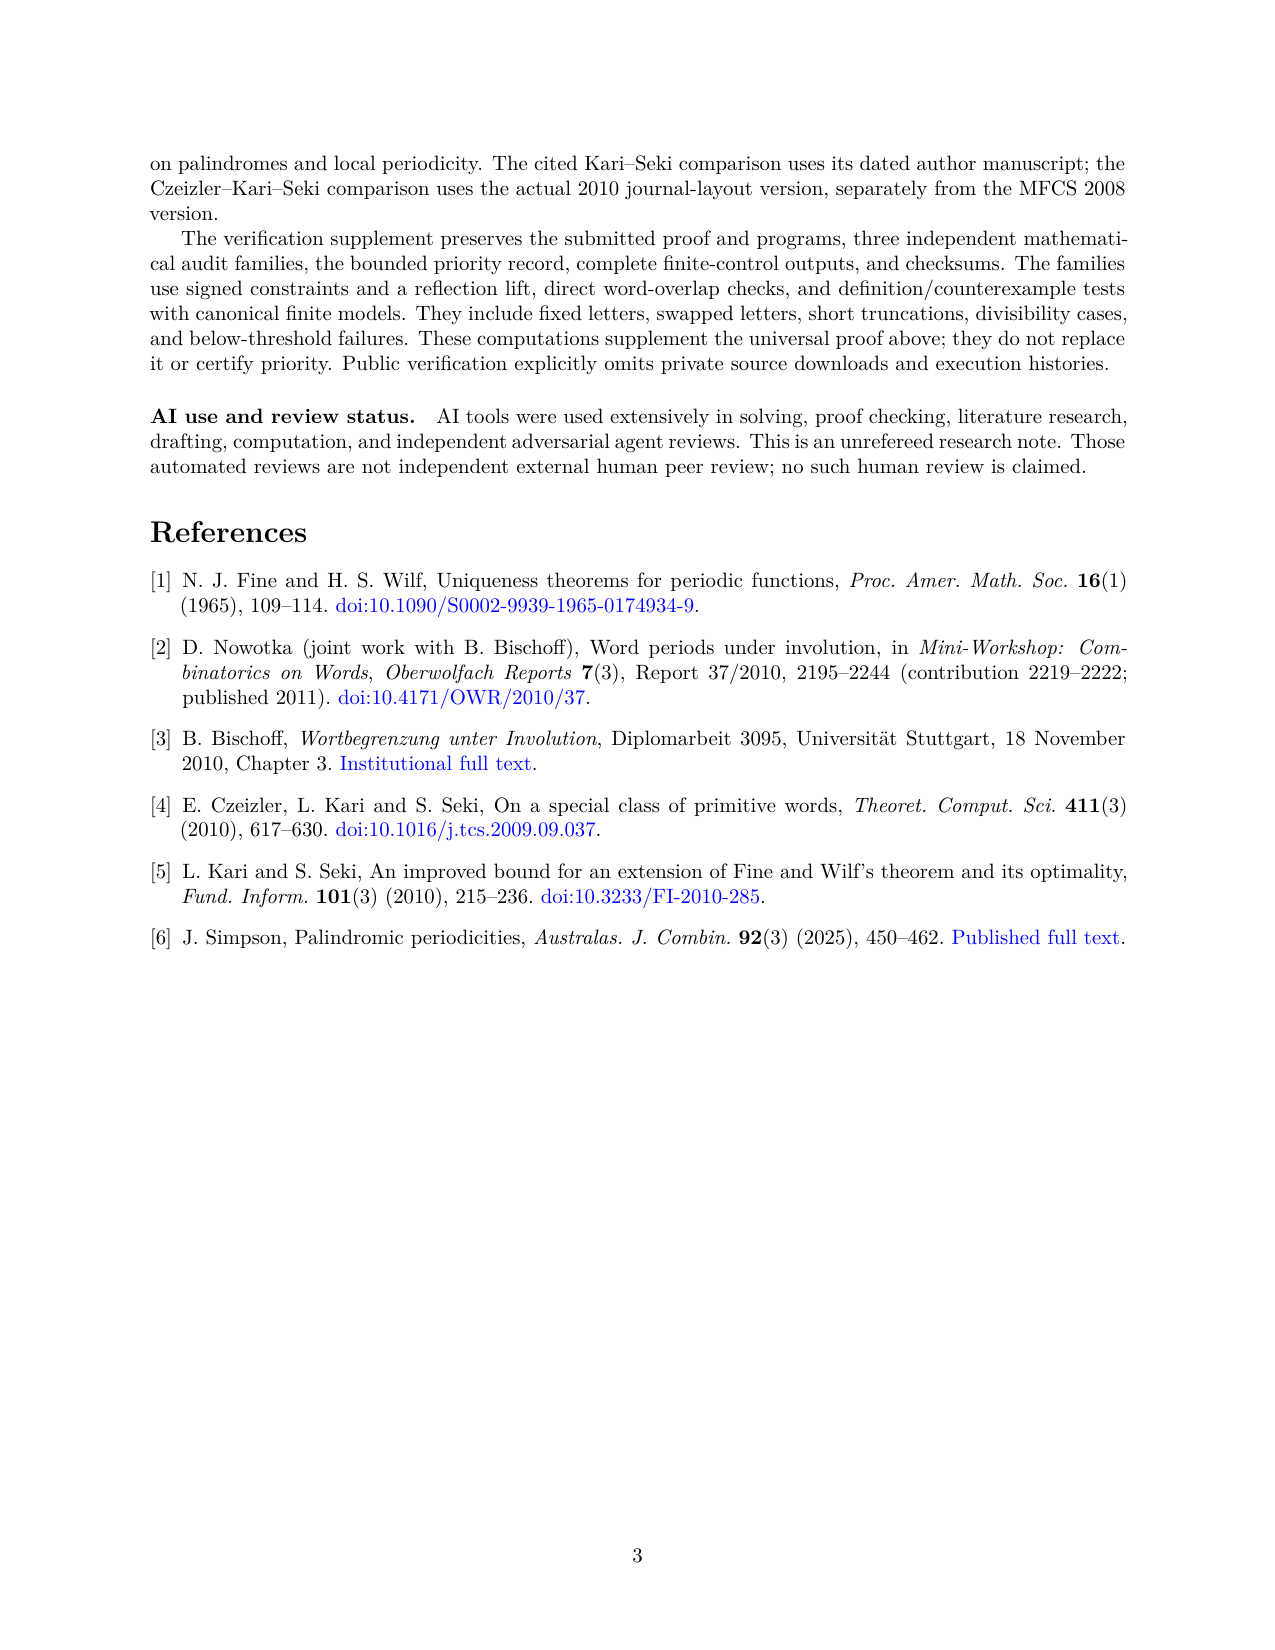 on palindromes and local periodicity. The cited Kari–Seki comparison uses its dated author manuscript; the
Czeizler–Kari–Seki comparison uses the actual 2010 journal-layout version, separately from the MFCS 2008
version.
The verification supplement preserves the submitted proof and programs, three independent mathemati-
cal audit families, the bounded priority record, complete finite-control outputs, and checksums. The families
use signed constraints and a reflection lift, direct word-overlap checks, and definition/counterexample tests
with canonical finite models. They include fixed letters, swapped letters, short truncations, divisibility cases,
and below-threshold failures. These computations supplement the universal proof above; they do not replace
it or certify priority. Public verification explicitly omits private source downloads and execution histories.
AI use and review status. AI tools were used extensively in solving, proof checking, literature research,
drafting, computation, and independent adversarial agent reviews. This is an unrefereed research note. Those
automated reviews are not independent external human peer review; no such human review is claimed.
References
[1] N. J. Fine and H. S. Wilf, Uniqueness theorems for periodic functions, Proc. Amer. Math. Soc. 16(1)
(1965), 109–114. doi:10.1090/S0002-9939-1965-0174934-9.
[2] D. Nowotka (joint work with B. Bischoff), Word periods under involution, in Mini-Workshop: Com-
binatorics on Words, Oberwolfach Reports 7(3), Report 37/2010, 2195–2244 (contribution 2219–2222;
published 2011). doi:10.4171/OWR/2010/37.
[3] B. Bischoff, Wortbegrenzung unter Involution, Diplomarbeit 3095, Universität Stuttgart, 18 November
2010, Chapter 3. Institutional full text.
[4] E. Czeizler, L. Kari and S. Seki, On a special class of primitive words, Theoret. Comput. Sci. 411(3)
(2010), 617–630. doi:10.1016/j.tcs.2009.09.037.
[5] L. Kari and S. Seki, An improved bound for an extension of Fine and Wilf's theorem and its optimality,
Fund. Inform. 101(3) (2010), 215–236. doi:10.3233/FI-2010-285.
[6] J. Simpson, Palindromic periodicities, Australas. J. Combin. 92(3) (2025), 450–462. Published full text.
3